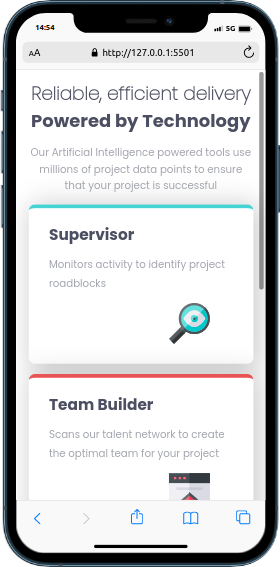 14:54
5G
AA
http://127.0.0.1:5501
Reliable, efficient delivery
Powered by Technology
Our Artificial Intelligence powered tools use
millions of project data points to ensure
that your project is successful
Supervisor
Monitors activity to identify project
roadblocks
Team Builder
Scans our talent network to create
the optimal team for your project